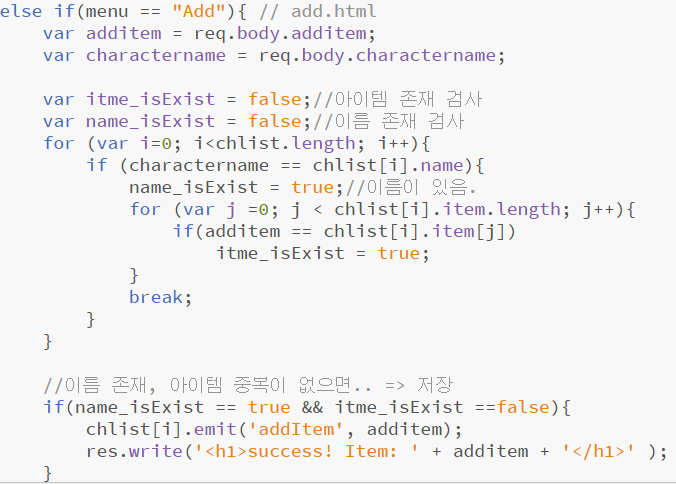 else if(menu == "Add"){ // add.html
var additem = req.body.additem;
var charactername = req.body.charactername;
var itme_isExist = false;//아이템 존재 검사
var name_isExist = false;//이름 존재 검사
for (var i=0; i<chlist.length; i++){
if (charactername == chlist[i].name){
name_isExist = true;//이름이 있음.
for (var j =0; j < chlist[i].item.length; j++){
if(additem == chlist[i].item[j])
itme_isExist = true;
}
break;
}
}
//이름 존재, 아이템 중복이 없으면.. => 저장
if(name_isExist == true && itme_isExist ==false){
chlist[i].emit('addItem', additem);
res.write('<h1>success! Item: ' + additem + '</h1>' );
}